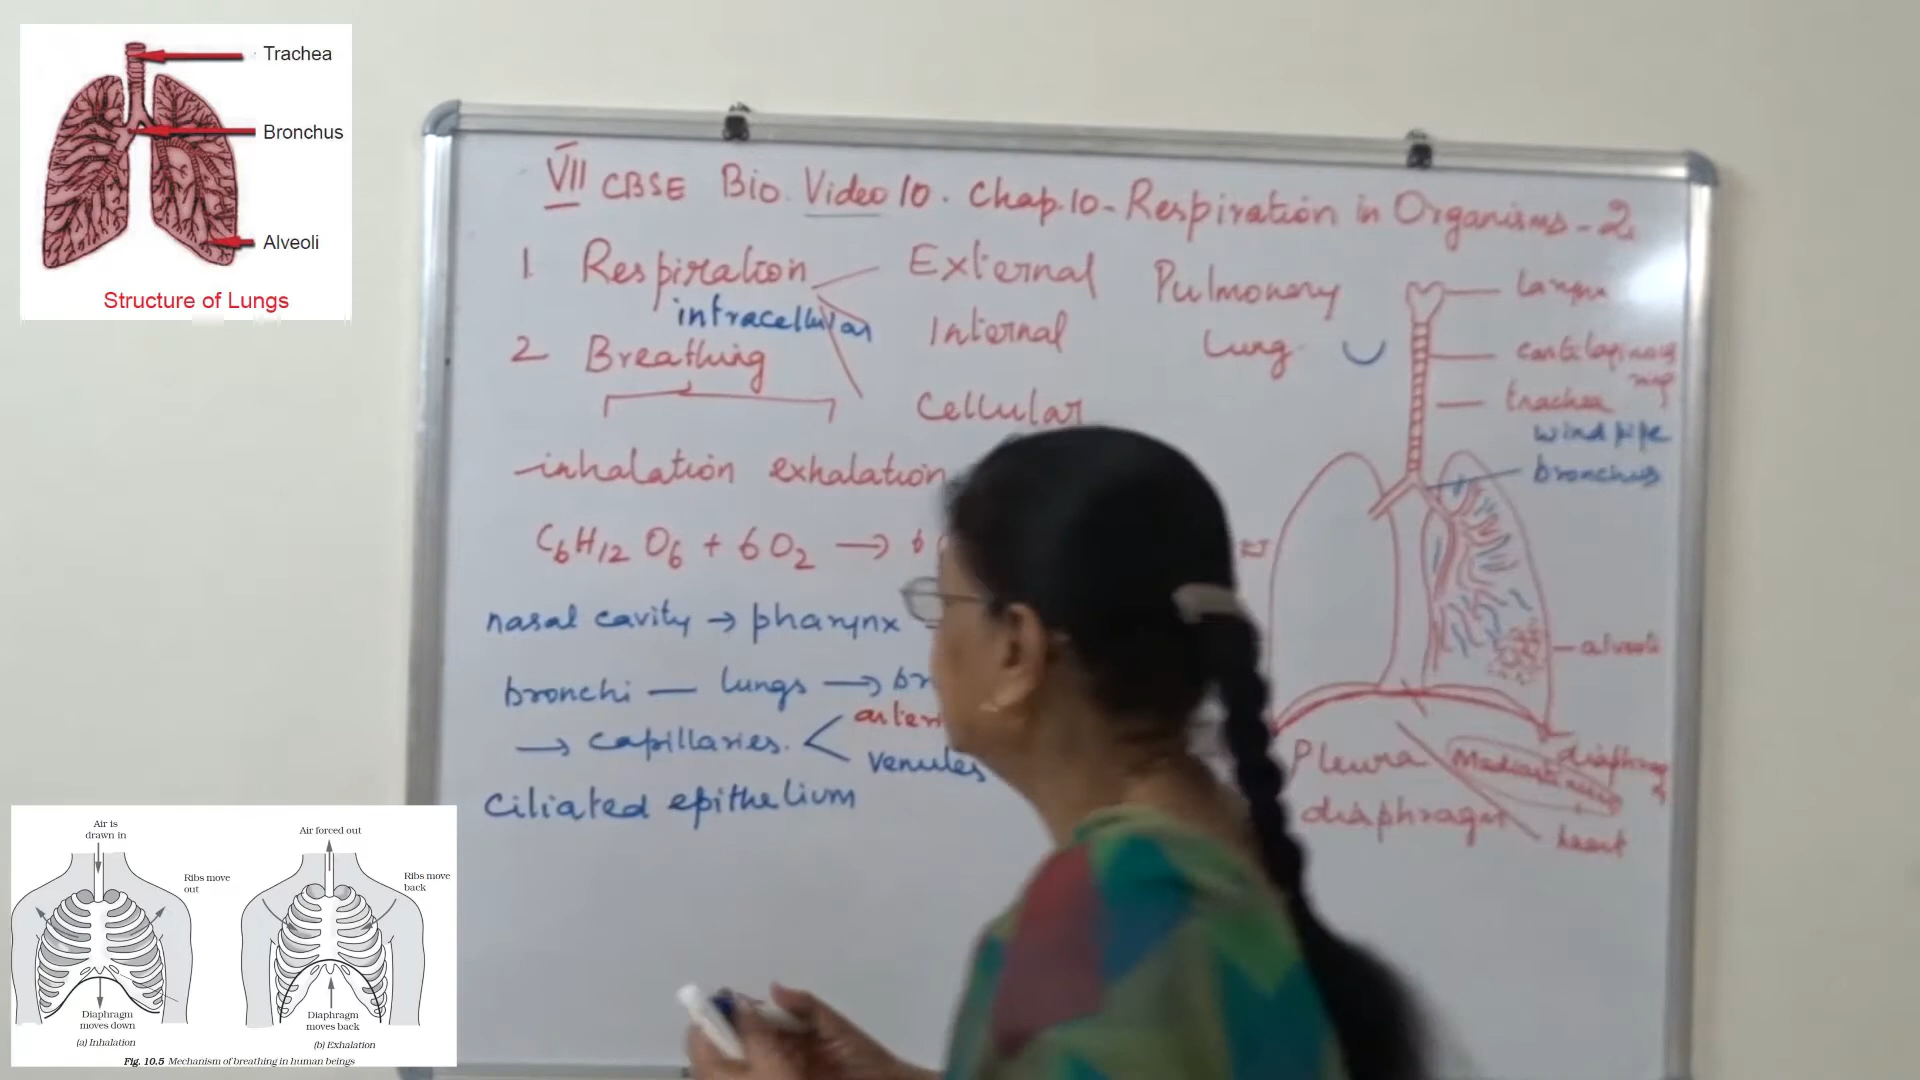 Trachea
Bronchus
Alveoli
Structure of Lungs
VII CBSE Bio. Video 10. Chap.10- Respiration in Organisms - 2
1 Respiration
External
Internal
Cellular
intracellular
2 Breathing
inhalation exhalation
C6H12O6 + 6O2 → 6
nasal cavity → pharynx
bronchi — lungs →
→ capillaries.
venules
ciliated epithelium
Pulmonary
Lung
trachea
wind pipe
bronchus
alveoli
Pleura
diaphragm
heart
Air is
drawn in
Ribs move
out
Diaphragm
moves down
(a) Inhalation
Air forced out
Ribs move
back
Diaphragm
moves back
(b) Exhalation
Fig. 10.5 Mechanism of breathing in human beings